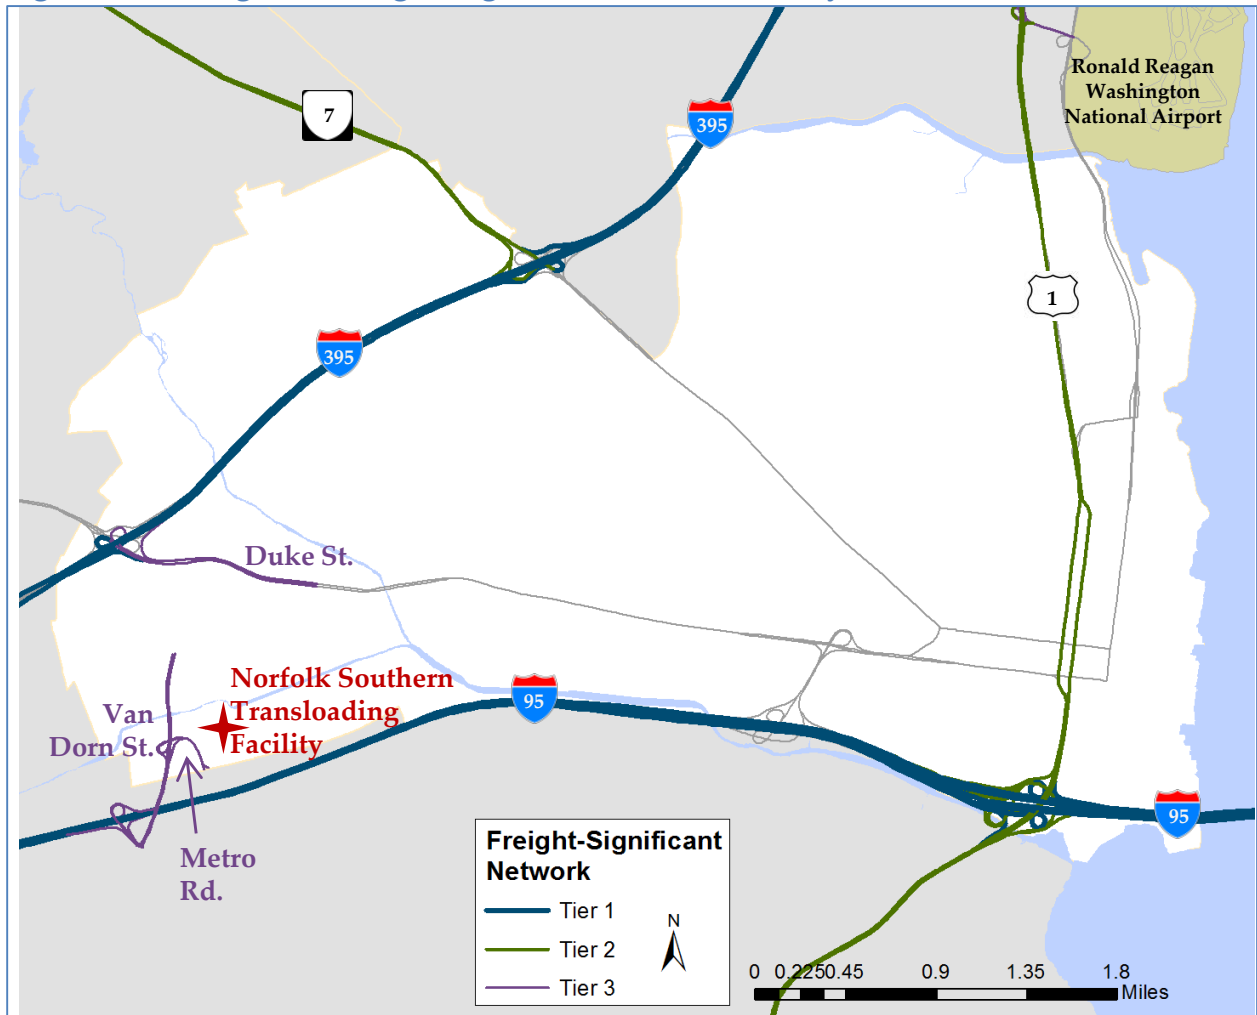 7
395
Ronald Reagan
Washington
National Airport
1
395
Duke St.
Norfolk Southern
Transloading
Facility
Van
Dorn St.
95
95
Metro
Rd.
Freight-Significant
Network
Tier 1
Tier 2
Tier 3
N
0 0.225 0.45 0.9 1.35 1.8
Miles